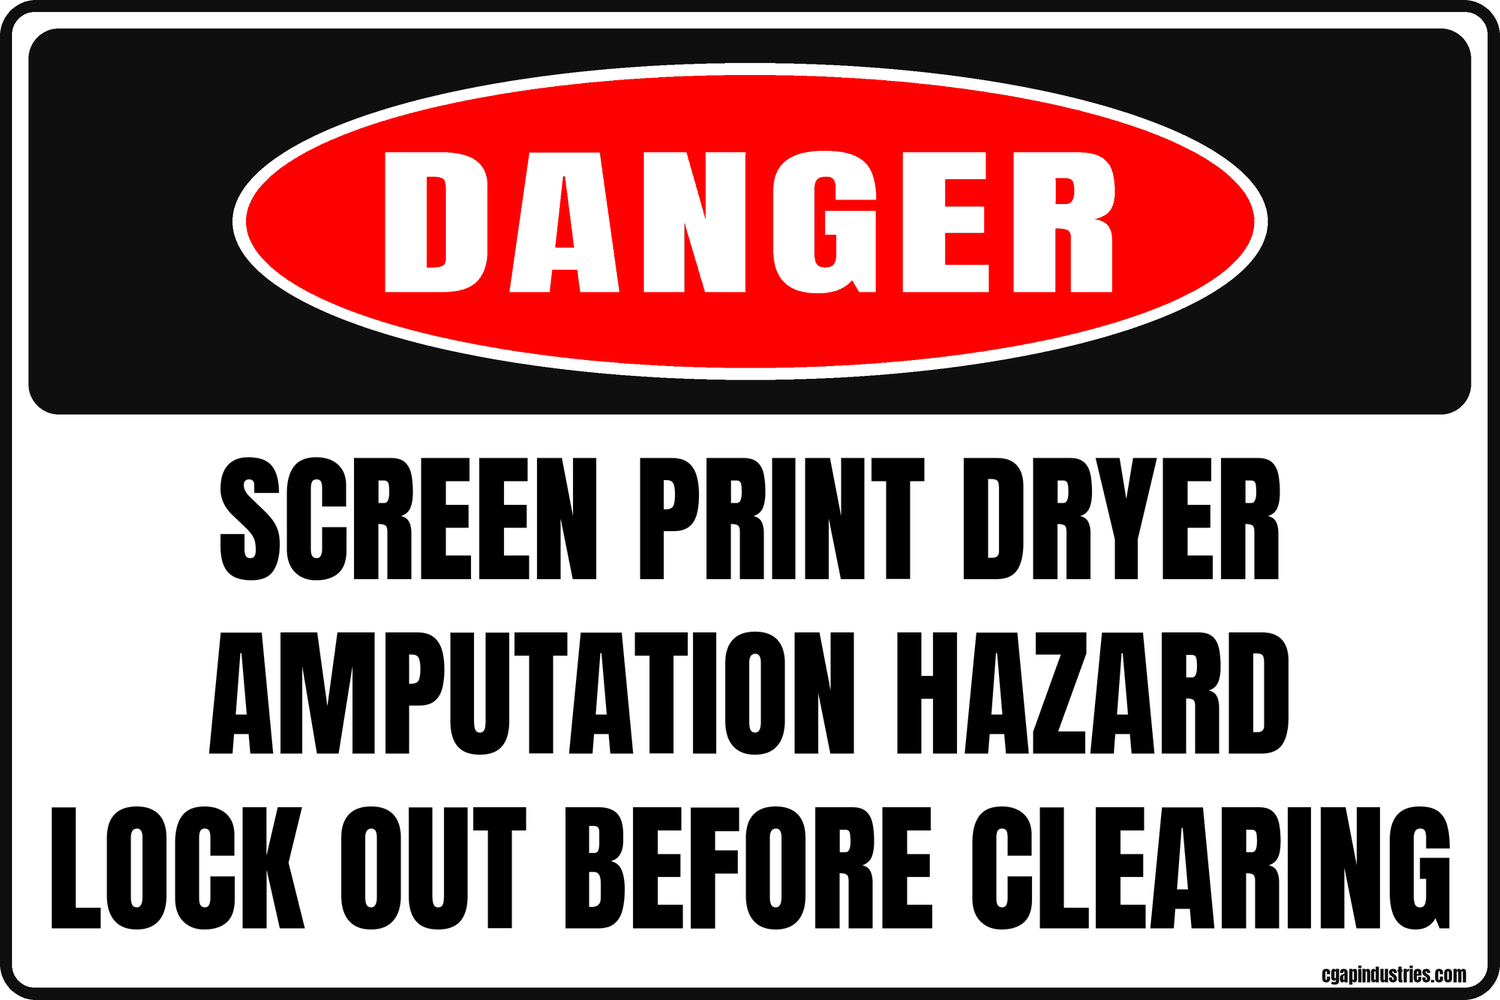 DANGER
SCREEN PRINT DRYER
AMPUTATION HAZARD
LOCK OUT BEFORE CLEARING
cgapindustries.com